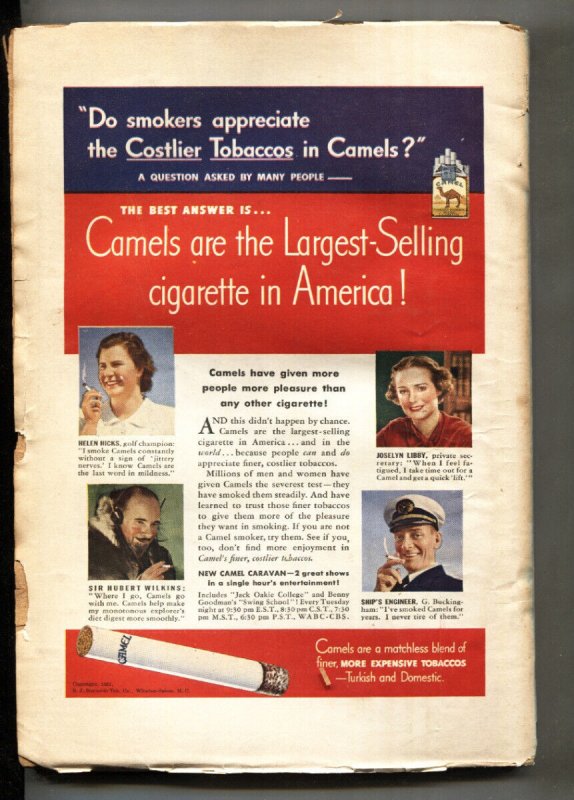 "Do smokers appreciate
the Costlier Tobaccos in Camels?"
A QUESTION ASKED BY MANY PEOPLE
CAMEL
THE BEST ANSWER IS...
Camels are the Largest-Selling
cigarette in America!
Camels have given more
people more pleasure than
any other cigarette!
AND this didn't happen by chance.
Camels are the largest-selling
cigarette in America... and in the
world... because people can and do
appreciate finer, costlier tobaccos.
Millions of men and women have
given Camels the severest test—they
have smoked them steadily. And have
learned to trust those finer tobaccos
to give them more of the pleasure
they want in smoking. If you are not
a Camel smoker, try them. See if you,
too, don't find more enjoyment in
Camel's finer, costlier tobaccos.
NEW CAMEL CARAVAN—2 great shows
in a single hour's entertainment!
Includes "Jack Oakie College" and Benny
Goodman's "Swing School"! Every Tuesday
night at 9:30 pm E.S.T., 8:30 pm C.S.T., 7:30
pm M.S.T., 6:30 pm P.S.T., WABC-CBS.
HELEN HICKS, golf champion:
"I smoke Camels constantly
without a sign of 'jittery
nerves.' I know Camels are
the last word in mildness."
SIR HUBERT WILKINS:
"Where I go, Camels go
with me. Camels help make
my monotonous explorer's
diet digest more smoothly."
JOSELYN LIBBY, private sec-
retary: "When I feel fa-
tigued, I take time out for a
Camel and get a quick 'lift.'"
SHIP'S ENGINEER, G. Bucking-
ham: "I've smoked Camels for
years. I never tire of them."
CAMEL
Camels are a matchless blend of
finer, MORE EXPENSIVE TOBACCOS
—Turkish and Domestic.
R. J. Reynolds Tob. Co., Winston-Salem, N. C.